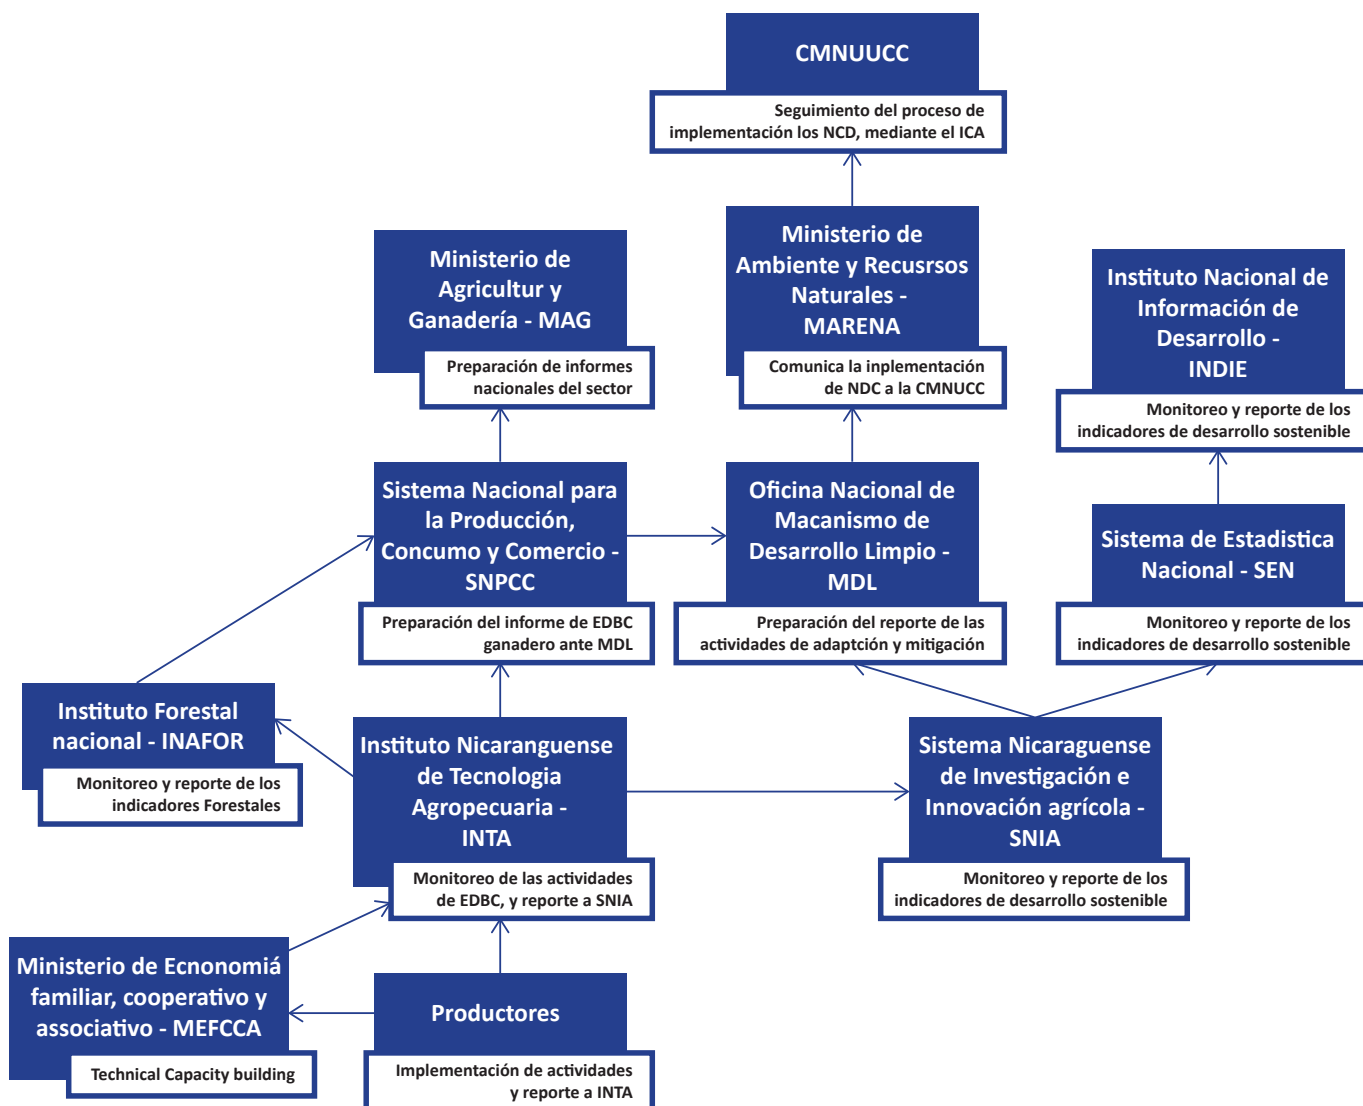 CMNUUCC
Seguimiento del proceso de
implementación los NCD, mediante el ICA
Ministerio de
Agricultur y
Ganadería - MAG
Preparación de informes
nacionales del sector
Ministerio de
Ambiente y Recusrsos
Naturales -
MARENA
Comunica la inplementación
de NDC a la CMNUCC
Instituto Nacional de
Información de
Desarrollo -
INDIE
Monitoreo y reporte de los
indicadores de desarrollo sostenible
Sistema Nacional para
la Producción,
Concumo y Comercio -
SNPCC
Preparación del informe de EDBC
ganadero ante MDL
Oficina Nacional de
Macanismo de
Desarrollo Limpio -
MDL
Preparación del reporte de las
actividades de adaptción y mitigación
Sistema de Estadistica
Nacional - SEN
Monitoreo y reporte de los
indicadores de desarrollo sostenible
Instituto Forestal
nacional - INAFOR
Monitoreo y reporte de los
indicadores Forestales
Instituto Nicaranguense
de Tecnologia
Agropecuaria -
INTA
Monitoreo de las actividades
de EDBC, y reporte a SNIA
Sistema Nicaraguense
de Investigación e
Innovación agrícola -
SNIA
Monitoreo y reporte de los
indicadores de desarrollo sostenible
Ministerio de Ecnonomiá
familiar, cooperativo y
associativo - MEFCCA
Technical Capacity building
Productores
Implementación de actividades
y reporte a INTA